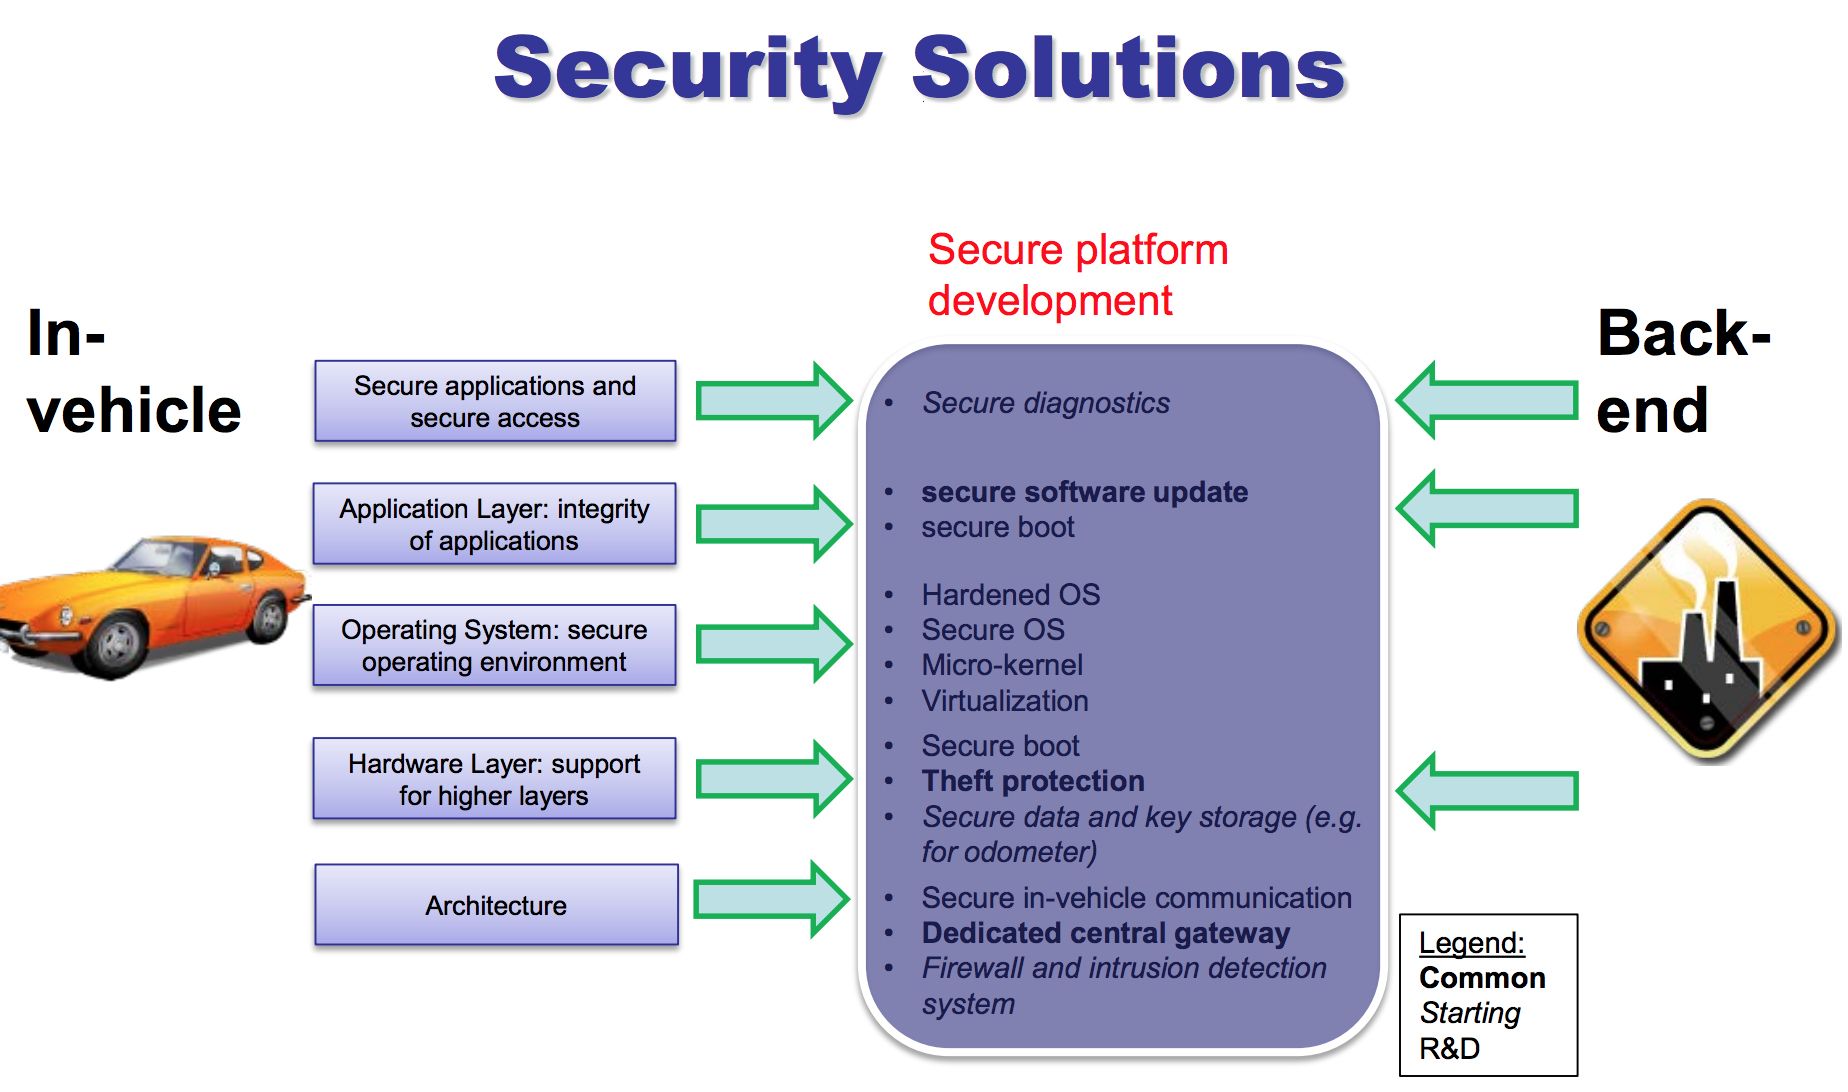 Security Solutions
Secure platform
development
In-
vehicle
Back-
end
Secure applications and
secure access
Application Layer: integrity
of applications
Operating System: secure
operating environment
Hardware Layer: support
for higher layers
Architecture
• Secure diagnostics
• secure software update
• secure boot
• Hardened OS
• Secure OS
• Micro-kernel
• Virtualization
• Secure boot
• Theft protection
• Secure data and key storage (e.g.
for odometer)
• Secure in-vehicle communication
• Dedicated central gateway
• Firewall and intrusion detection
system
Legend:
Common
Starting
R&D